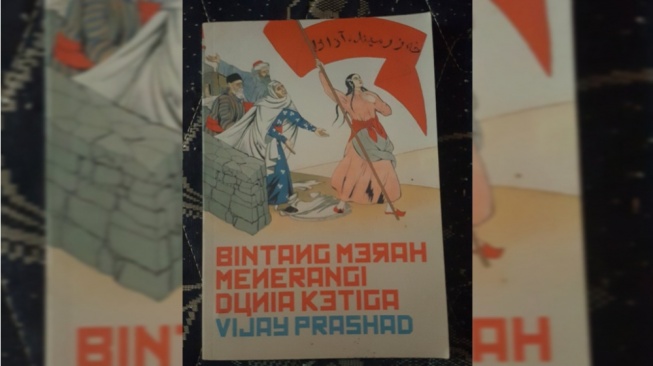 BINTANG MERAH
MENERANGI
DUNIA KETIGA
VIJAY PRASHAD